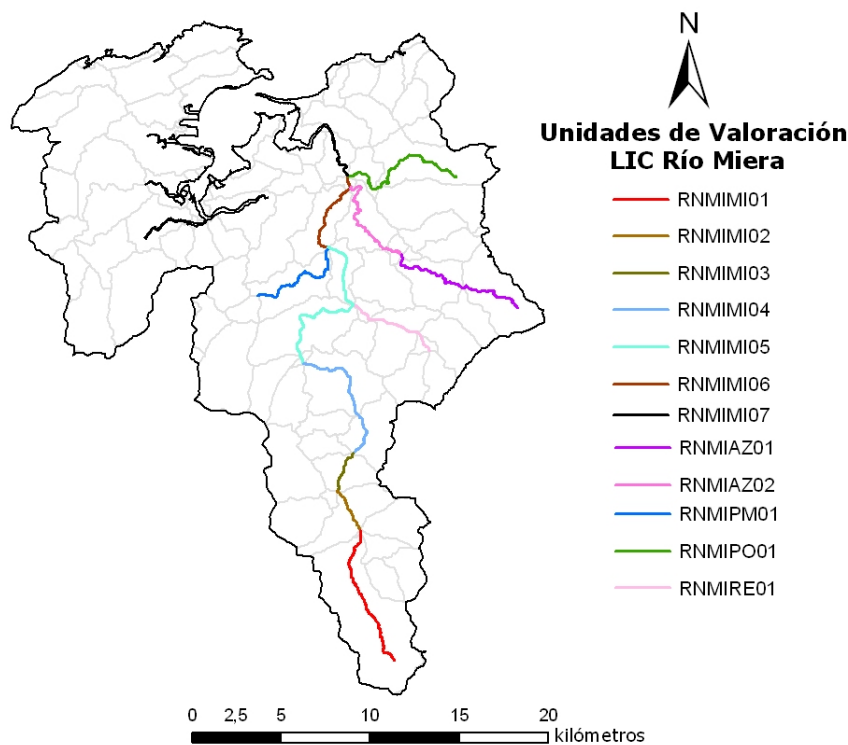 N
Unidades de Valoración
LIC Río Miera
RNMIMI01
RNMIMI02
RNMIMI03
RNMIMI04
RNMIMI05
RNMIMI06
RNMIMI07
RNMIAZ01
RNMIAZ02
RNMIPM01
RNMIPO01
RNMIRE01
0 2,5 5 10 15 20
kilómetros